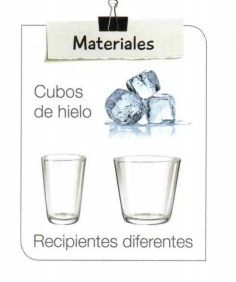 Materiales
Cubos
de hielo
Recipientes diferentes